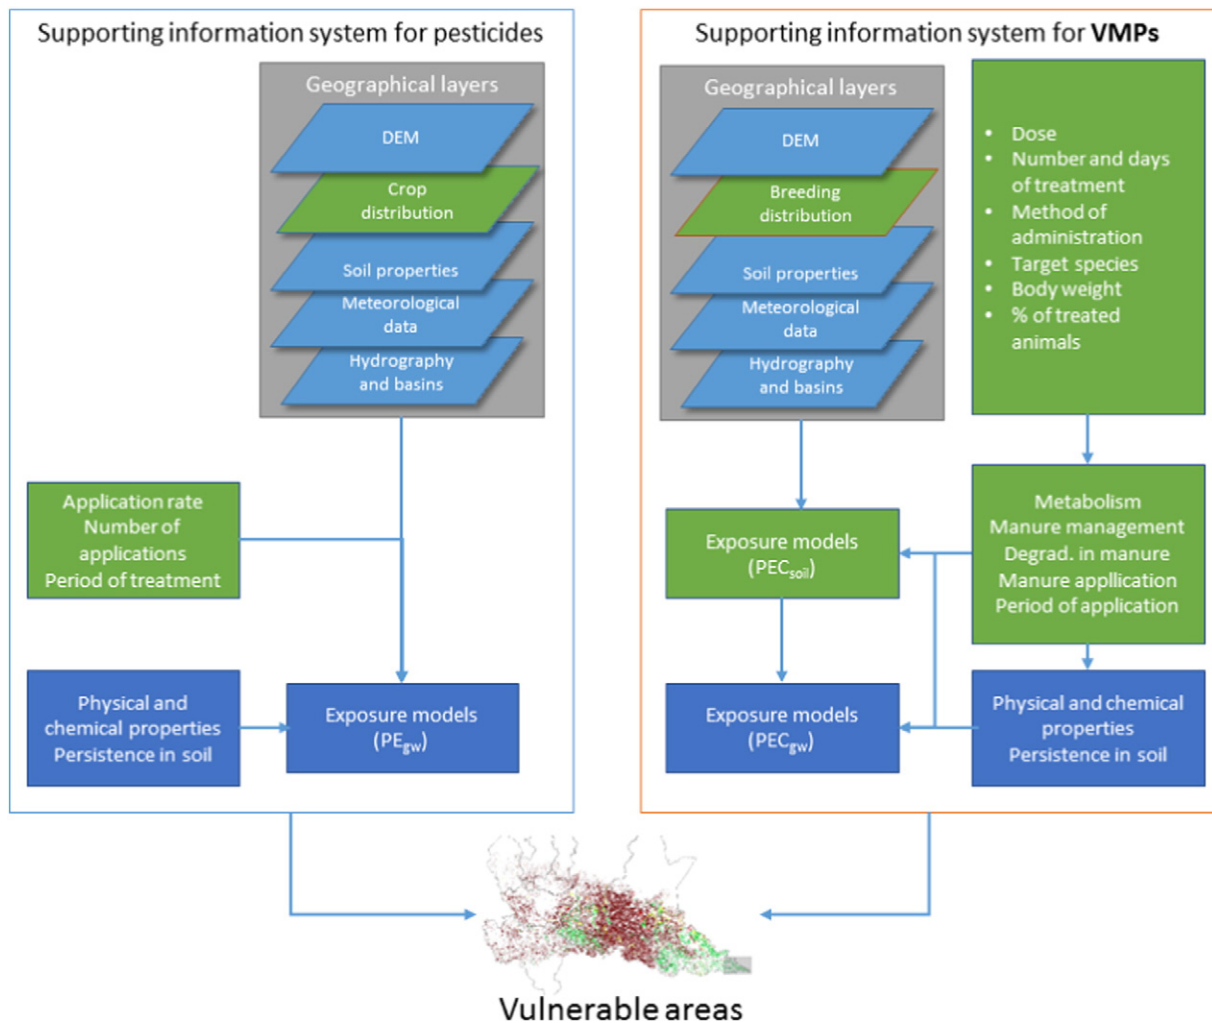 Supporting information system for pesticides
Geographical layers
DEM
Crop
distribution
Soil properties
Meteorological
data
Hydrography
and basins
Application rate
Number of
applications
Period of treatment
Physical and
chemical properties
Persistence in soil
Exposure models
(PEgw)
Supporting information system for VMPs
Geographical layers
DEM
Breeding
distribution
Soil properties
Meteorological
data
Hydrography
and basins
• Dose
• Number and days
of treatment
• Method of
administration
• Target species
• Body weight
• % of treated
animals
Exposure models
(PECsoil)
Metabolism
Manure management
Degrad. in manure
Manure appllication
Period of application
Exposure models
(PECgw)
Physical and chemical
properties
Persistence in soil
Vulnerable areas